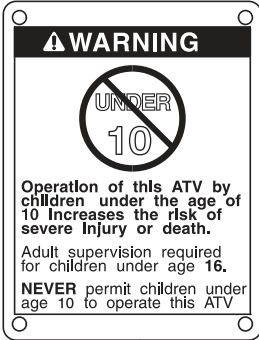 WARNING
UNDER
10
Operation of this ATV by
children under the age of
10 Increases the risk of
severe Injury or death.
Adult supervision required
for children under age 16.
NEVER permit children under
age 10 to operate this ATV